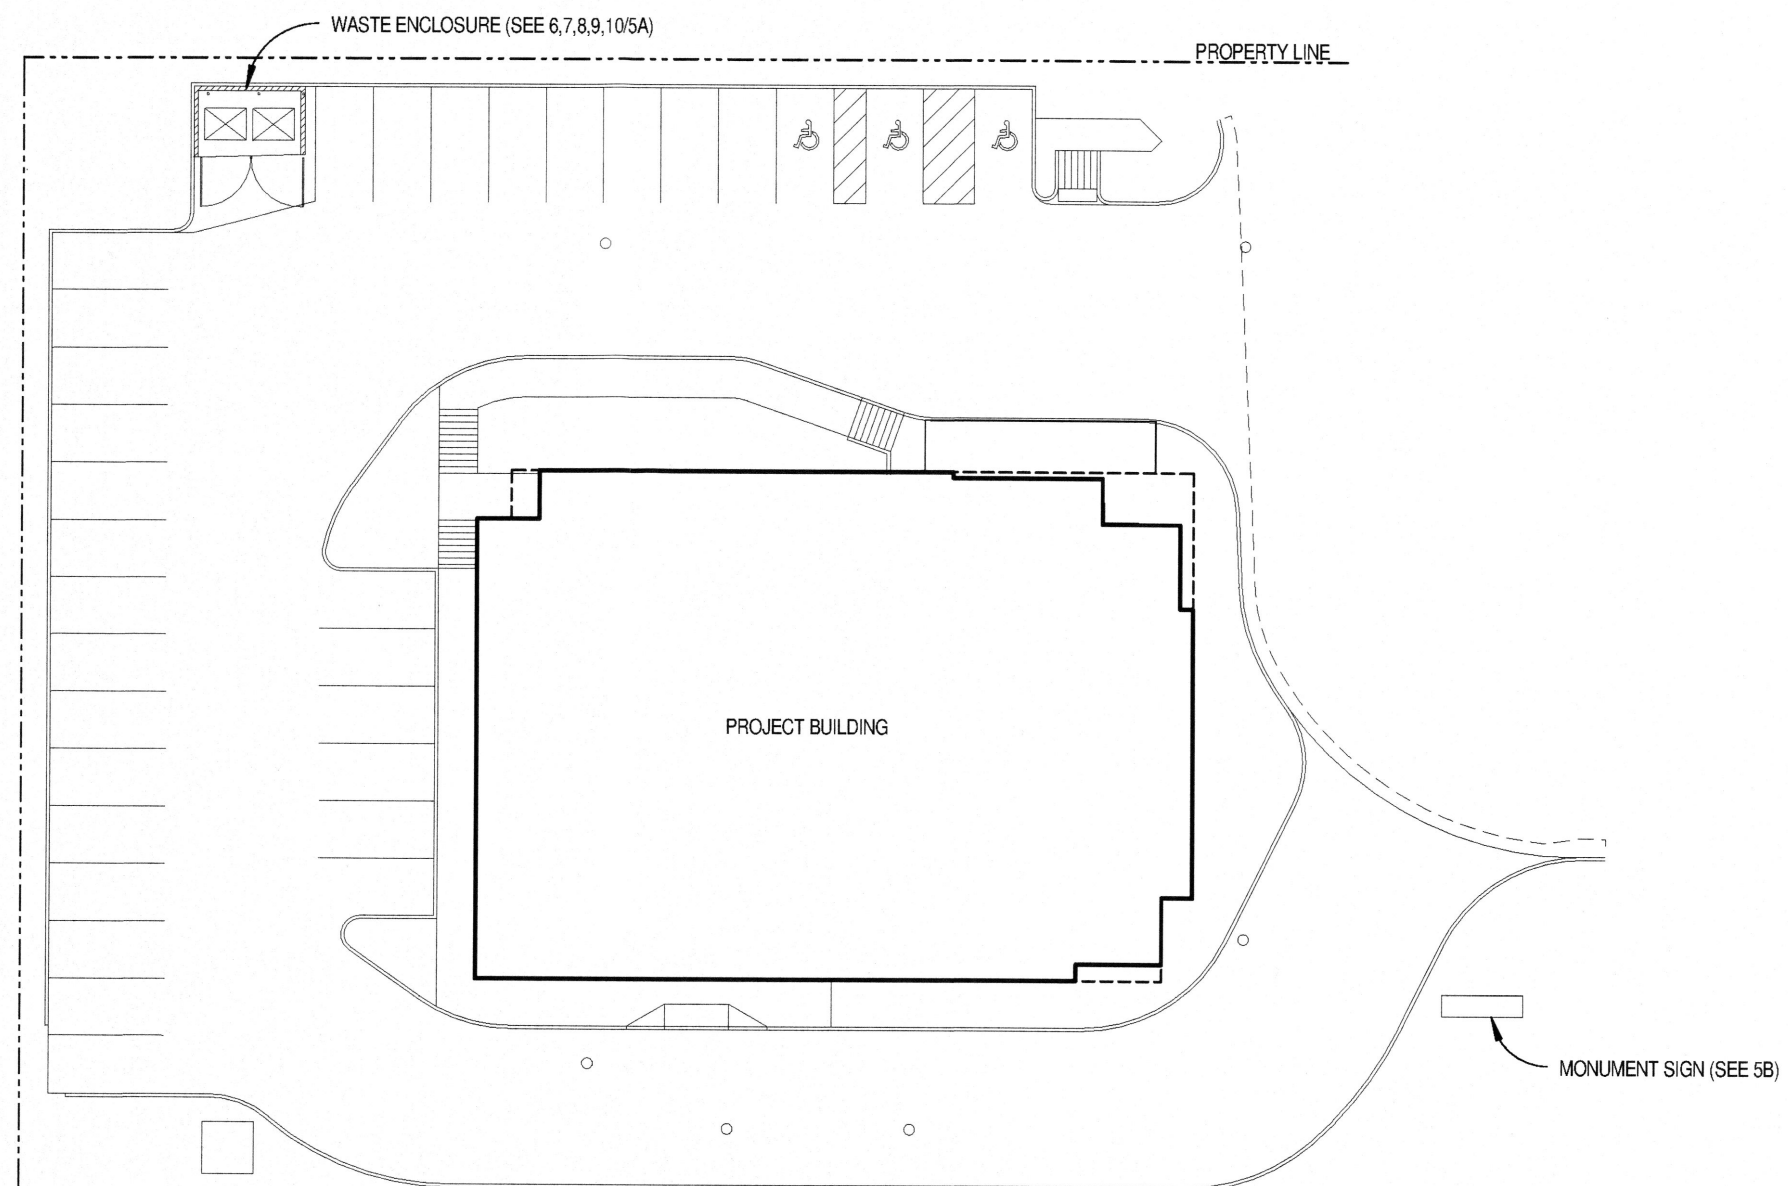 WASTE ENCLOSURE (SEE 6,7,8,9,10/5A)
PROPERTY LINE
PROJECT BUILDING
MONUMENT SIGN (SEE 5B)